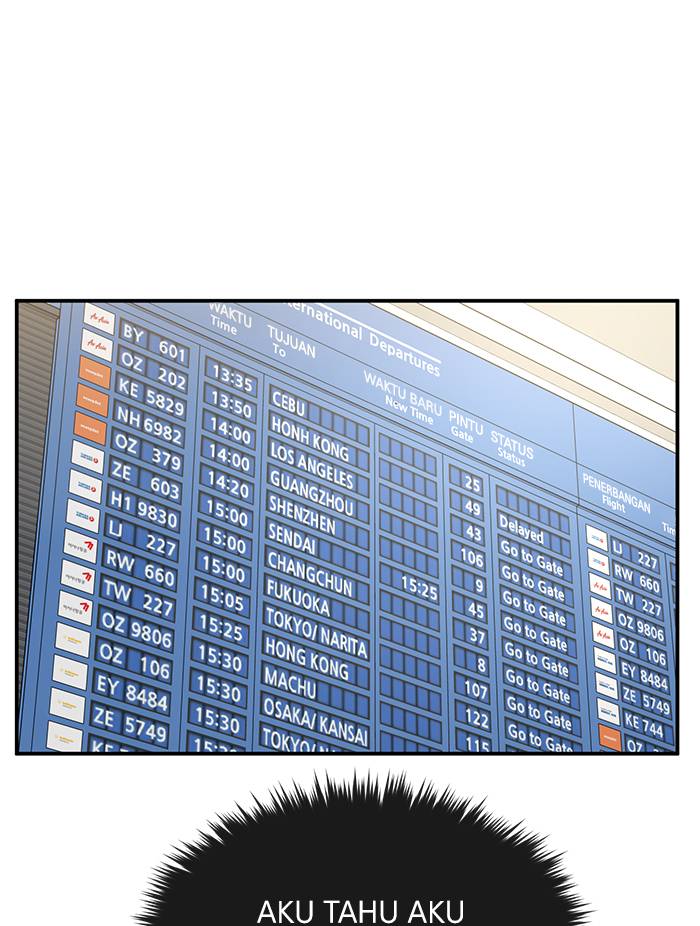 International Departures
WAKTU TUJUAN WAKTU BARU PINTU STATUS
Time To New Time Gate Status
PENERBANGAN
Flight
BY 601 13:35 CEBU 25 Delayed
OZ 202 13:50 HONH KONG 49 Go to Gate
KE 5829 14:00 LOS ANGELES 43 Go to Gate
NH 6982 14:00 GUANGZHOU 106 Go to Gate
OZ 379 14:20 SHENZHEN 9 Go to Gate
ZE 603 15:00 SENDAI 15:25 45 Go to Gate
H1 9830 15:00 CHANGCHUN 37 Go to Gate
LJ 227 15:00 FUKUOKA 8 Go to Gate
RW 660 15:05 TOKYO/ NARITA 107 Go to Gate
TW 227 15:25 HONG KONG 122 Go to Gate
OZ 9806 15:30 MACHU 115
OZ 106 15:30 OSAKA/ KANSAI
EY 8484 15:30
ZE 5749
LJ 227
RW 660
TW 227
OZ 9806
OZ 106
EY 8484
ZE 5749
KE 744
AKU TAHU AKU